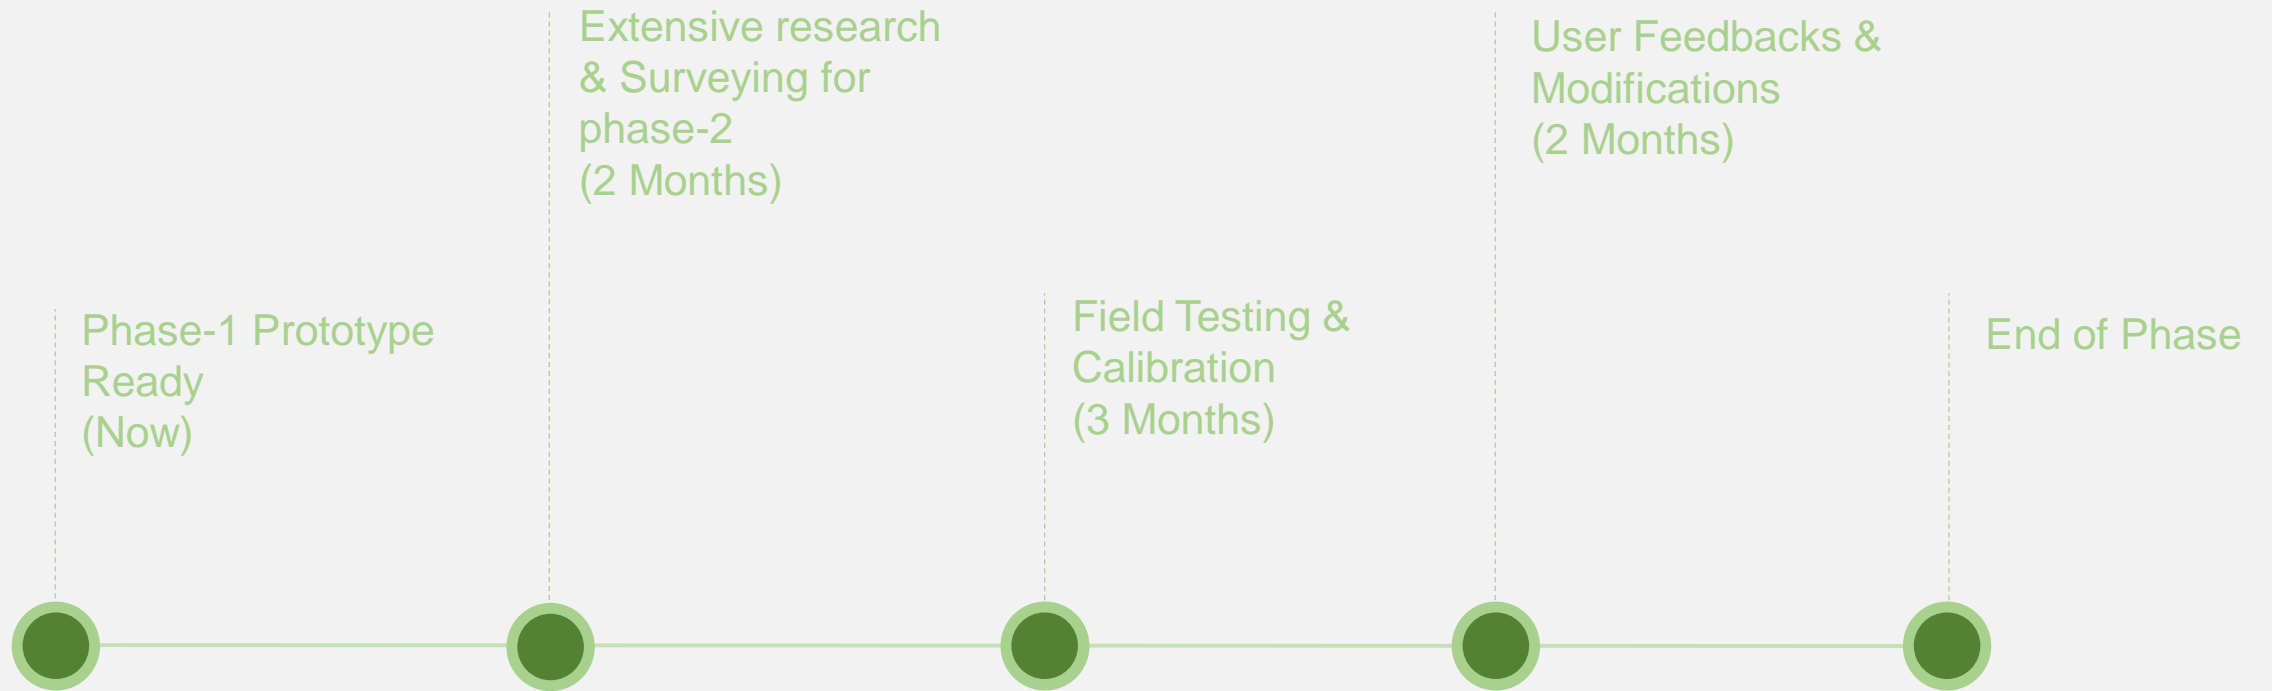 Phase-1 Prototype
Ready
(Now)
Extensive research
& Surveying for
phase-2
(2 Months)
Field Testing &
Calibration
(3 Months)
User Feedbacks &
Modifications
(2 Months)
End of Phase